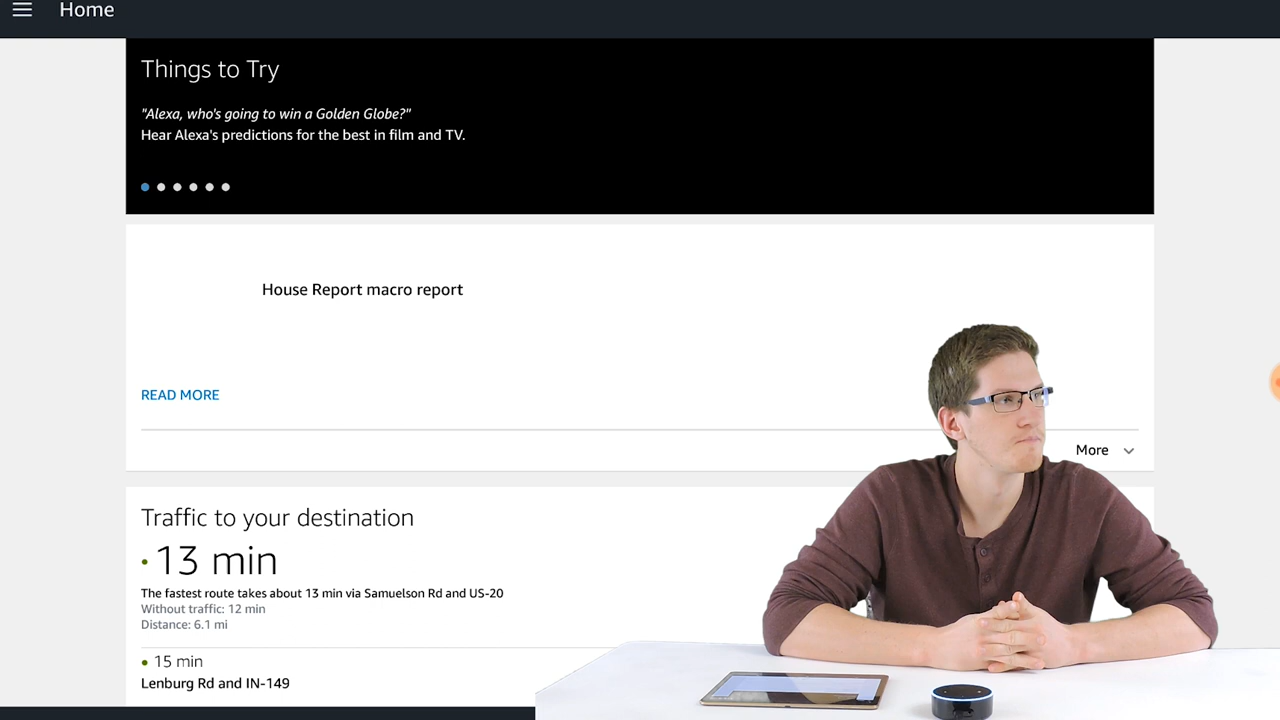 Home
Things to Try
"Alexa, who's going to win a Golden Globe?"
Hear Alexa's predictions for the best in film and TV.
House Report macro report
READ MORE
More
Traffic to your destination
13 min
The fastest route takes about 13 min via Samuelson Rd and US-20
Without traffic: 12 min
Distance: 6.1 mi
15 min
Lenburg Rd and IN-149